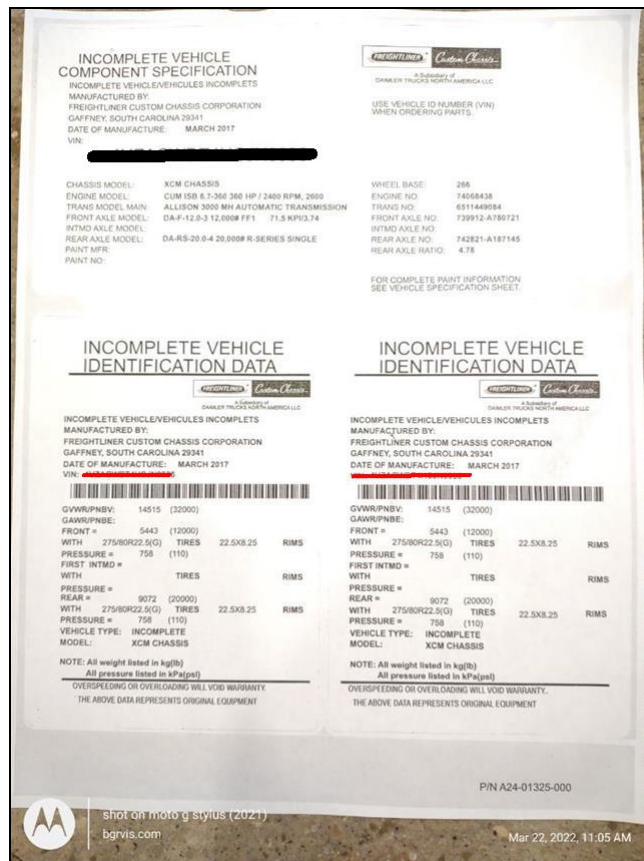 INCOMPLETE VEHICLE
COMPONENT SPECIFICATION
INCOMPLETE VEHICLE/VEHICULES INCOMPLETS
MANUFACTURED BY:
FREIGHTLINER CUSTOM CHASSIS CORPORATION
GAFFNEY, SOUTH CAROLINA 29341
DATE OF MANUFACTURE: MARCH 2017
VIN:
FREIGHTLINER Custom Chassis
A Subsidiary of
DAIMLER TRUCKS NORTH AMERICA LLC
USE VEHICLE ID NUMBER (VIN)
WHEN ORDERING PARTS.
CHASSIS MODEL: XCM CHASSIS
ENGINE MODEL: CUM ISB 6.7-360 360 HP / 2400 RPM, 2600
TRANS MODEL MAIN: ALLISON 3000 MH AUTOMATIC TRANSMISSION
FRONT AXLE MODEL: DA-F-12.0-3 12,000# FF1 71.5 KPI/3.74
INTMD AXLE MODEL:
REAR AXLE MODEL: DA-RS-20.0-4 20,000# R-SERIES SINGLE
PAINT MFR:
PAINT NO:
WHEEL BASE: 266
ENGINE NO: 74068438
TRANS NO: 6511449084
FRONT AXLE NO: 739912-A780721
INTMD AXLE NO:
REAR AXLE NO: 742821-A187145
REAR AXLE RATIO: 4.78
FOR COMPLETE PAINT INFORMATION
SEE VEHICLE SPECIFICATION SHEET.
INCOMPLETE VEHICLE
IDENTIFICATION DATA
FREIGHTLINER Custom Chassis
A Subsidiary of
DAIMLER TRUCKS NORTH AMERICA LLC
INCOMPLETE VEHICLE/VEHICULES INCOMPLETS
MANUFACTURED BY:
FREIGHTLINER CUSTOM CHASSIS CORPORATION
GAFFNEY, SOUTH CAROLINA 29341
DATE OF MANUFACTURE: MARCH 2017
VIN:
GVWR/PNBV: 14515 (32000)
GAWR/PNBE:
FRONT = 5443 (12000)
WITH 275/80R22.5(G) TIRES 22.5X8.25 RIMS
PRESSURE = 758 (110)
FIRST INTMD =
WITH TIRES RIMS
PRESSURE =
REAR = 9072 (20000)
WITH 275/80R22.5(G) TIRES 22.5X8.25 RIMS
PRESSURE = 758 (110)
VEHICLE TYPE: INCOMPLETE
MODEL: XCM CHASSIS
NOTE: All weight listed in kg(lb)
All pressure listed in kPa(psi)
OVERSPEEDING OR OVERLOADING WILL VOID WARRANTY.
THE ABOVE DATA REPRESENTS ORIGINAL EQUIPMENT
INCOMPLETE VEHICLE
IDENTIFICATION DATA
FREIGHTLINER Custom Chassis
A Subsidiary of
DAIMLER TRUCKS NORTH AMERICA LLC
INCOMPLETE VEHICLE/VEHICULES INCOMPLETS
MANUFACTURED BY:
FREIGHTLINER CUSTOM CHASSIS CORPORATION
GAFFNEY, SOUTH CAROLINA 29341
DATE OF MANUFACTURE: MARCH 2017
GVWR/PNBV: 14515 (32000)
GAWR/PNBE:
FRONT = 5443 (12000)
WITH 275/80R22.5(G) TIRES 22.5X8.25 RIMS
PRESSURE = 758 (110)
FIRST INTMD =
WITH TIRES RIMS
PRESSURE =
REAR = 9072 (20000)
WITH 275/80R22.5(G) TIRES 22.5X8.25 RIMS
PRESSURE = 758 (110)
VEHICLE TYPE: INCOMPLETE
MODEL: XCM CHASSIS
NOTE: All weight listed in kg(lb)
All pressure listed in kPa(psi)
OVERSPEEDING OR OVERLOADING WILL VOID WARRANTY.
THE ABOVE DATA REPRESENTS ORIGINAL EQUIPMENT
P/N A24-01325-000
shot on moto g stylus (2021)
bgrvis.com
Mar 22, 2022, 11:05 AM